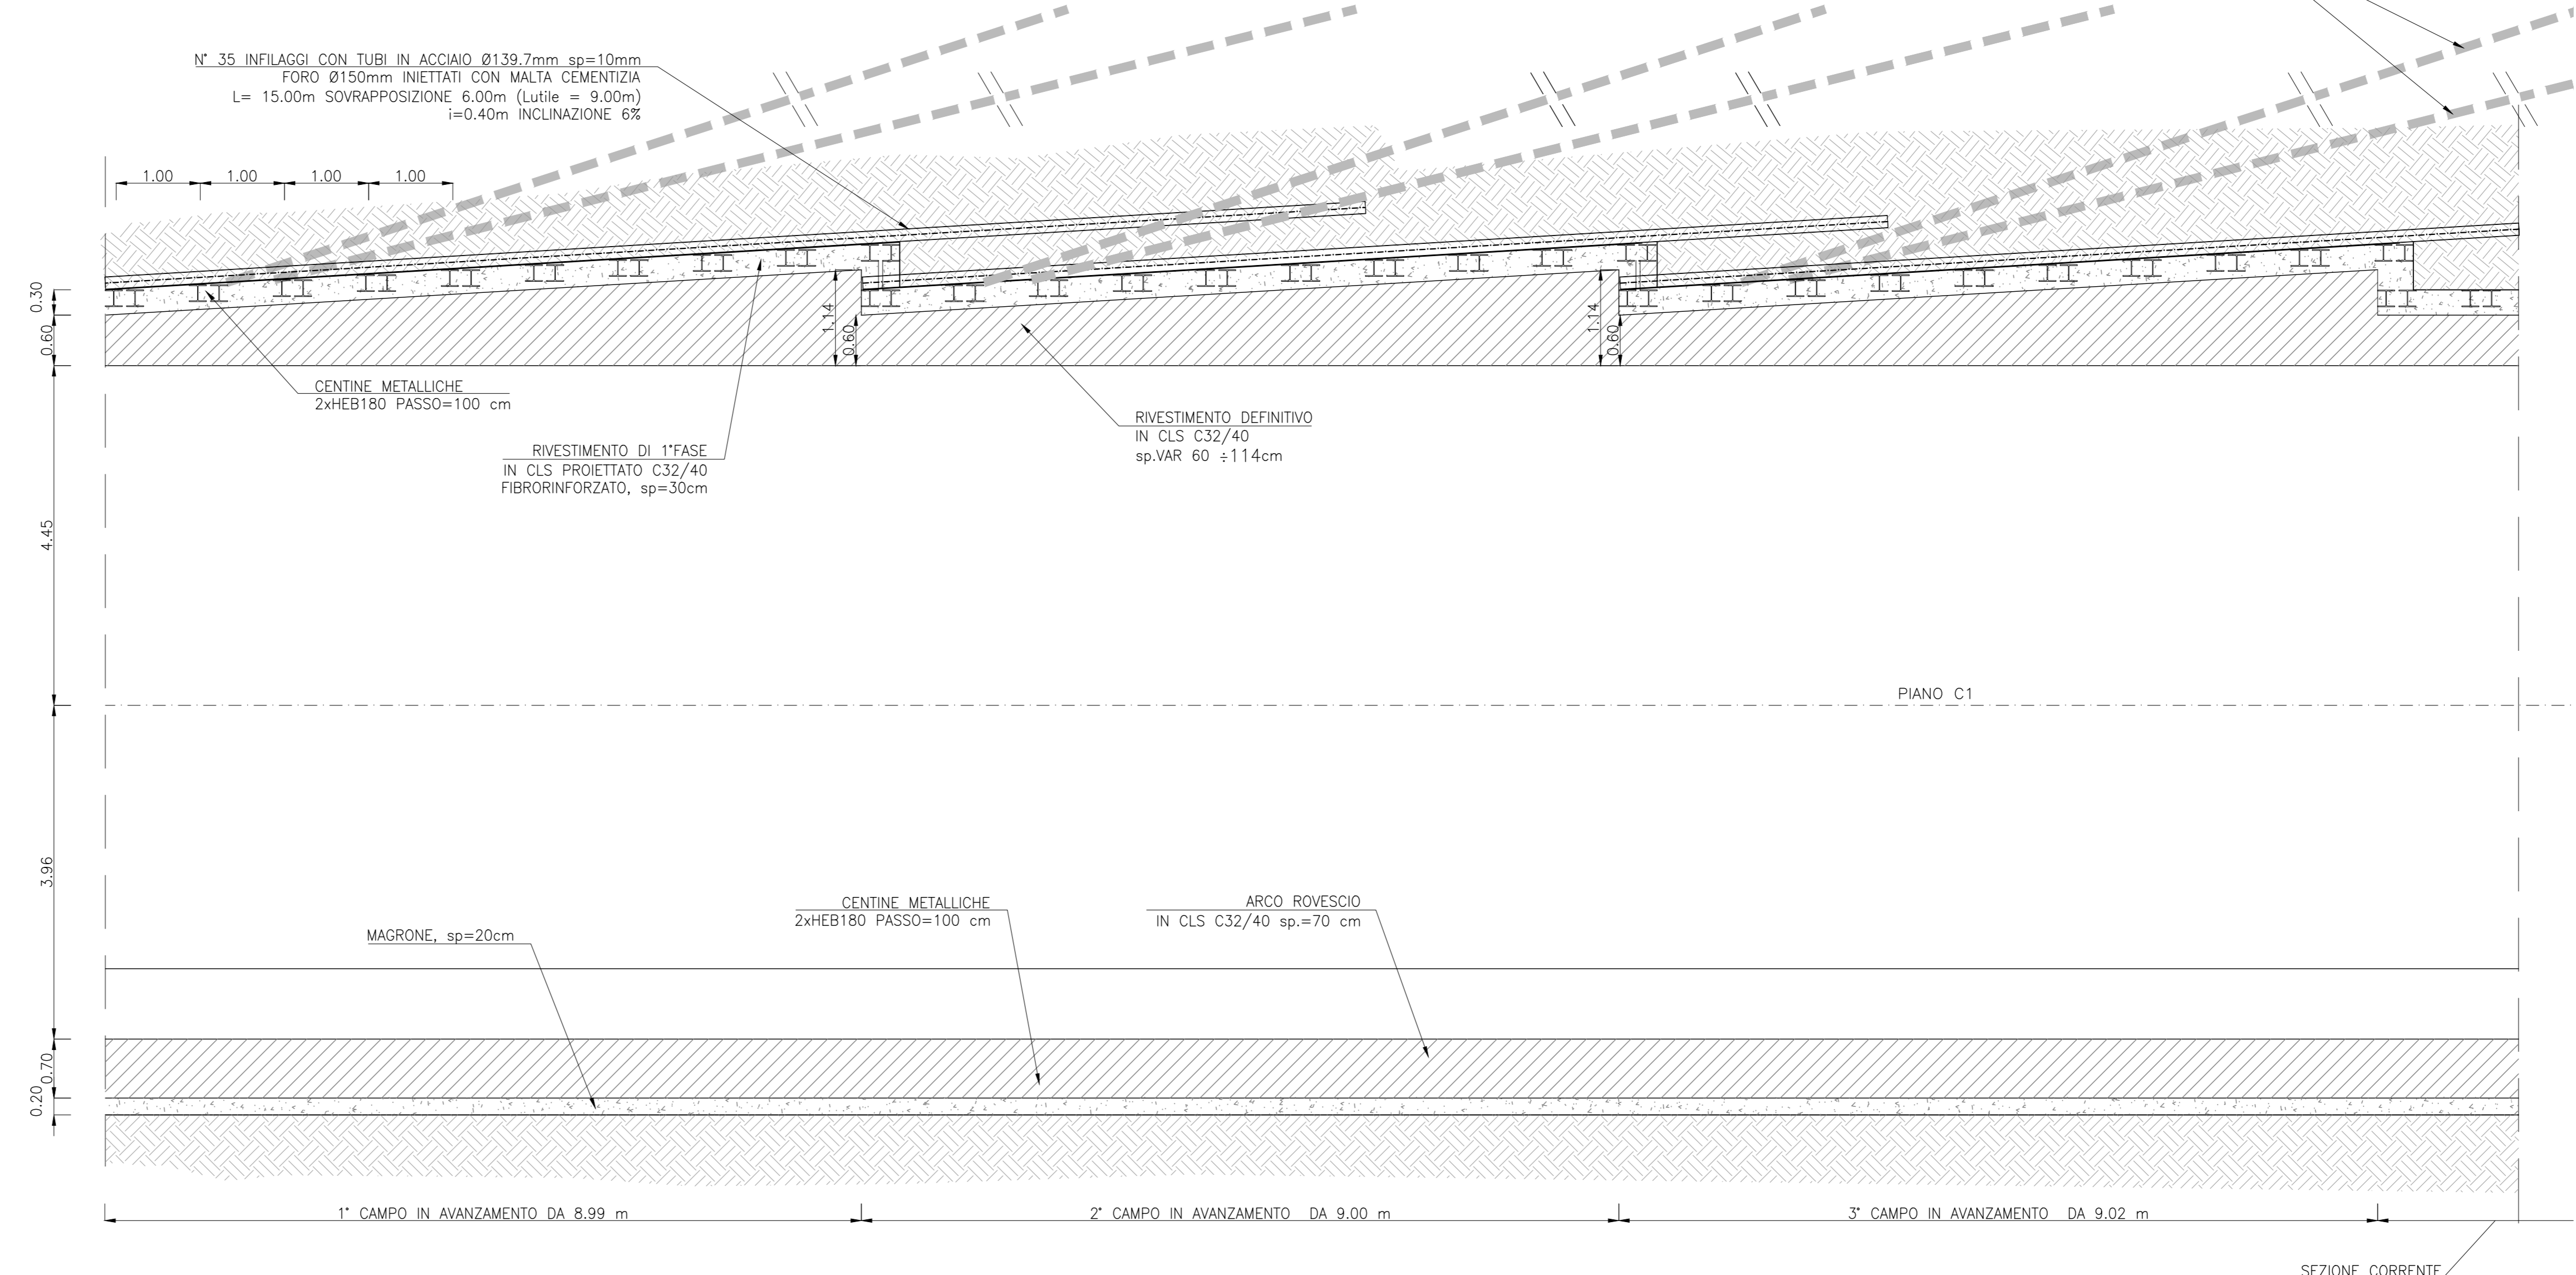 N° 35 INFILAGGI CON TUBI IN ACCIAIO Ø139.7mm sp=10mm
FORO Ø150mm INIETTATI CON MALTA CEMENTIZIA
L= 15.00m SOVRAPPOSIZIONE 6.00m (Lutile = 9.00m)
i=0.40m INCLINAZIONE 6%
1.00 1.00 1.00 1.00
0.30
0.60
1.14
0.60
1.14
0.60
CENTINE METALLICHE
2xHEB180 PASSO=100 cm
RIVESTIMENTO DI 1°FASE
IN CLS PROIETTATO C32/40
FIBRORINFORZATO, sp=30cm
RIVESTIMENTO DEFINITIVO
IN CLS C32/40
sp.VAR 60 ÷114cm
4.45
PIANO C1
3.96
MAGRONE, sp=20cm
CENTINE METALLICHE
2xHEB180 PASSO=100 cm
ARCO ROVESCIO
IN CLS C32/40 sp.=70 cm
0.70
0.20
1° CAMPO IN AVANZAMENTO DA 8.99 m
2° CAMPO IN AVANZAMENTO DA 9.00 m
3° CAMPO IN AVANZAMENTO DA 9.02 m
SEZIONE CORRENTE